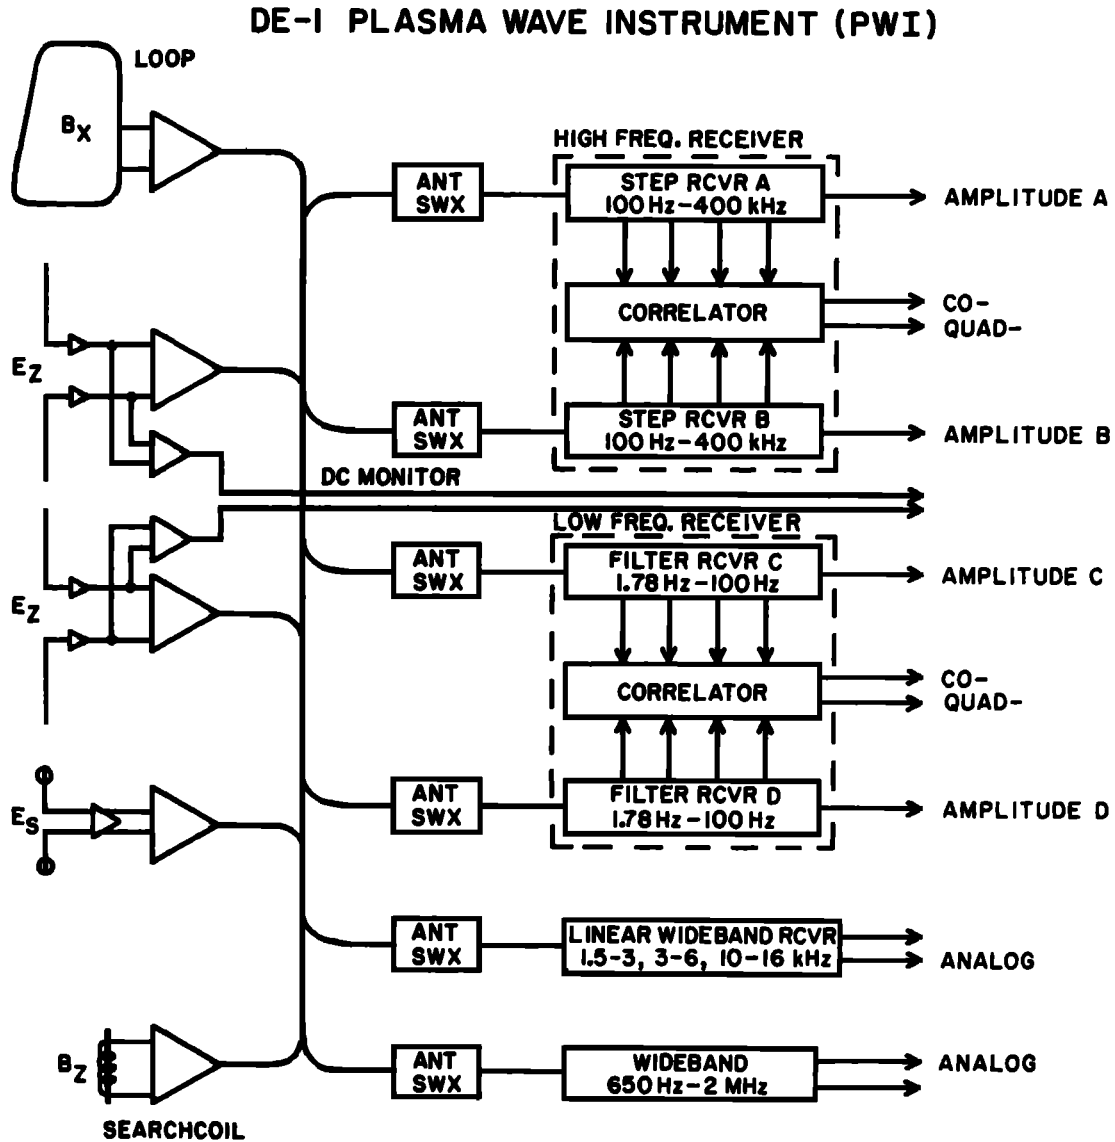 DE-1 PLASMA WAVE INSTRUMENT (PWI)
LOOP
BX
HIGH FREQ. RECEIVER
ANT
SWX
STEP RCVR A
100 Hz-400 kHz
AMPLITUDE A
CORRELATOR
CO-
QUAD-
EZ
ANT
SWX
STEP RCVR B
100 Hz-400 kHz
AMPLITUDE B
DC MONITOR
LOW FREQ. RECEIVER
ANT
SWX
FILTER RCVR C
1.78 Hz-100 Hz
AMPLITUDE C
EZ
CORRELATOR
CO-
QUAD-
ANT
SWX
FILTER RCVR D
1.78 Hz-100 Hz
AMPLITUDE D
ES
ANT
SWX
LINEAR WIDEBAND RCVR
1.5-3, 3-6, 10-16 kHz
ANALOG
BZ
ANT
SWX
WIDEBAND
650 Hz-2 MHz
ANALOG
SEARCHCOIL